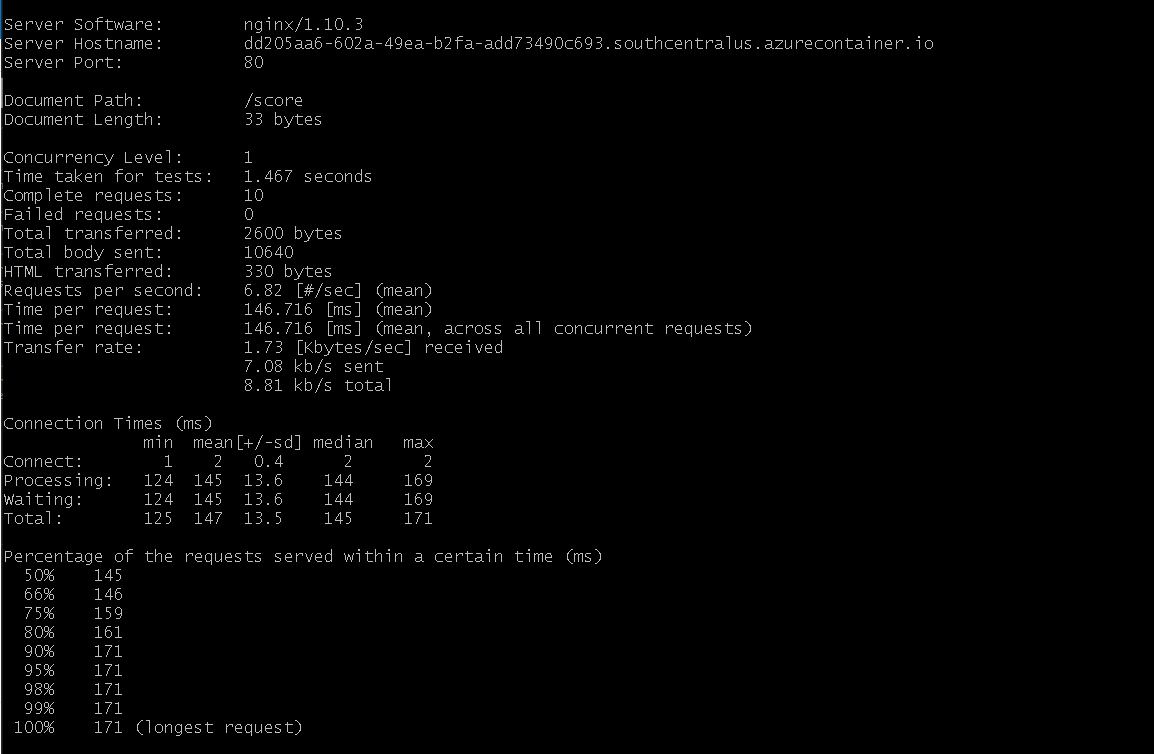 Server Software:        nginx/1.10.3
Server Hostname:        dd205aa6-602a-49ea-b2fa-add73490c693.southcentralus.azurecontainer.io
Server Port:            80
Document Path:          /score
Document Length:        33 bytes
Concurrency Level:      1
Time taken for tests:   1.467 seconds
Complete requests:      10
Failed requests:        0
Total transferred:      2600 bytes
Total body sent:        10640
HTML transferred:       330 bytes
Requests per second:    6.82 [#/sec] (mean)
Time per request:       146.716 [ms] (mean)
Time per request:       146.716 [ms] (mean, across all concurrent requests)
Transfer rate:          1.73 [Kbytes/sec] received
                        7.08 kb/s sent
                        8.81 kb/s total
Connection Times (ms)
              min  mean[+/-sd] median   max
Connect:        1    2   0.4      2       2
Processing:   124  145  13.6    144     169
Waiting:      124  145  13.6    144     169
Total:        125  147  13.5    145     171
Percentage of the requests served within a certain time (ms)
  50%    145
  66%    146
  75%    159
  80%    161
  90%    171
  95%    171
  98%    171
  99%    171
 100%    171 (longest request)